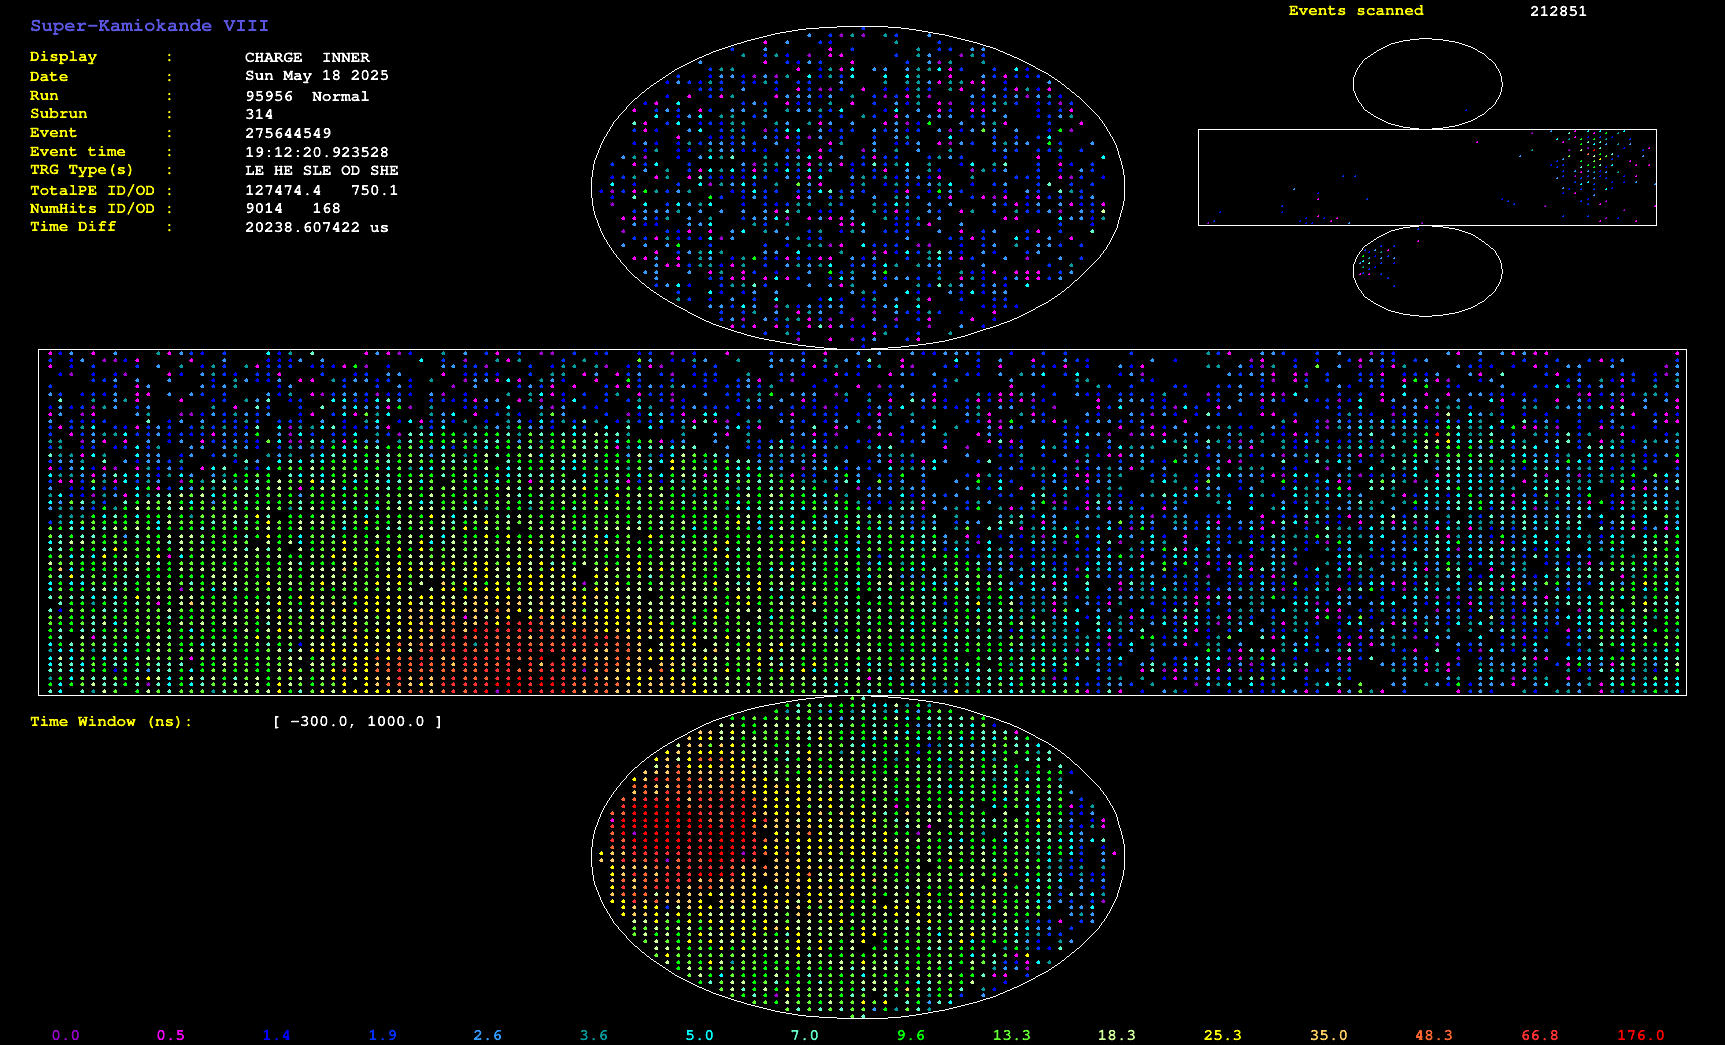 Super-Kamiokande VIII
Events scanned 212851
Display : CHARGE INNER
Date : Sun May 18 2025
Run : 95956 Normal
Subrun : 314
Event : 275644549
Event time : 19:12:20.923528
TRG Type(s) : LE HE SLE OD SHE
TotalPE ID/OD : 127474.4 750.1
NumHits ID/OD : 9014 168
Time Diff : 20238.607422 us
Time Window (ns): [ -300.0, 1000.0 ]
0.0 0.5 1.4 1.9 2.6 3.6 5.0 7.0 9.6 13.3 18.3 25.3 35.0 48.3 66.8 176.0